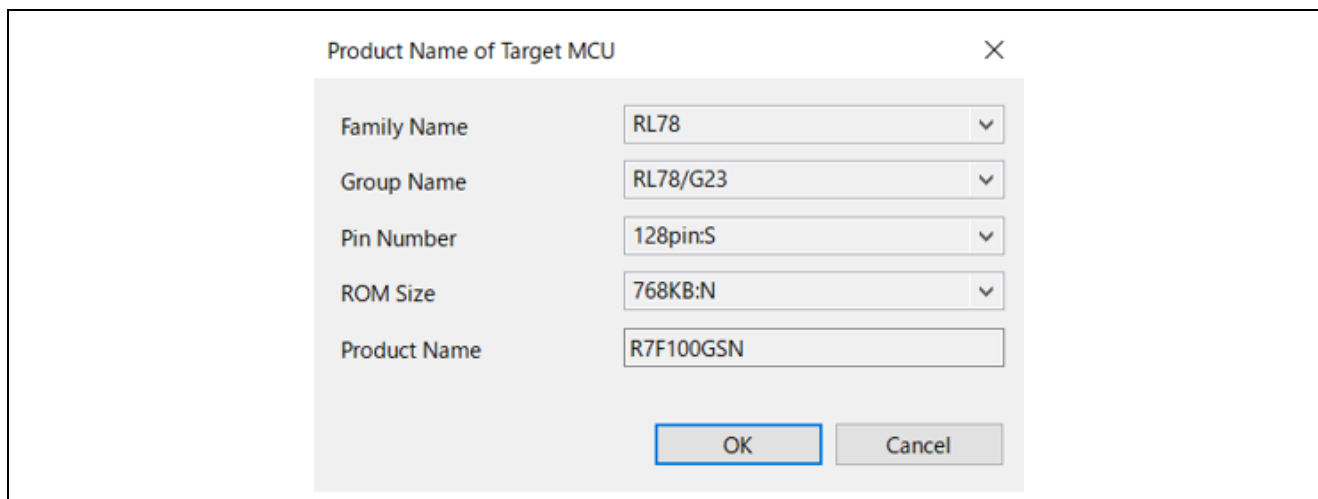 Product Name of Target MCU
Family Name RL78
Group Name RL78/G23
Pin Number 128pin:S
ROM Size 768KB:N
Product Name R7F100GSN
OK Cancel